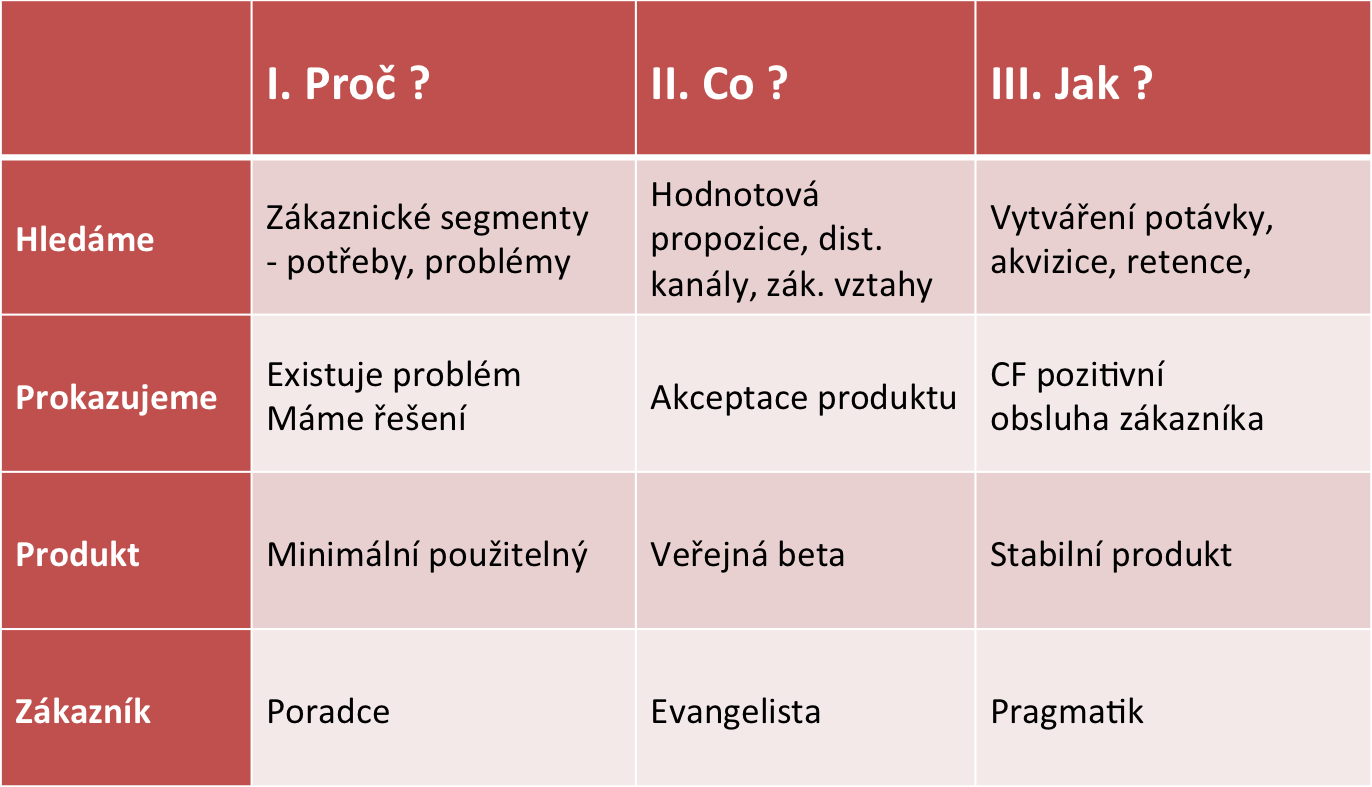 I. Proč ?
II. Co ?
III. Jak ?
Hledáme
Zákaznické segmenty
- potřeby, problémy
Hodnotová
propozice, dist.
kanály, zák. vztahy
Vytváření potávky,
akvizice, retence,
Prokazujeme
Existuje problém
Máme řešení
Akceptace produktu
CF pozitivní
obsluha zákazníka
Produkt
Minimální použitelný
Veřejná beta
Stabilní produkt
Zákazník
Poradce
Evangelista
Pragmatik